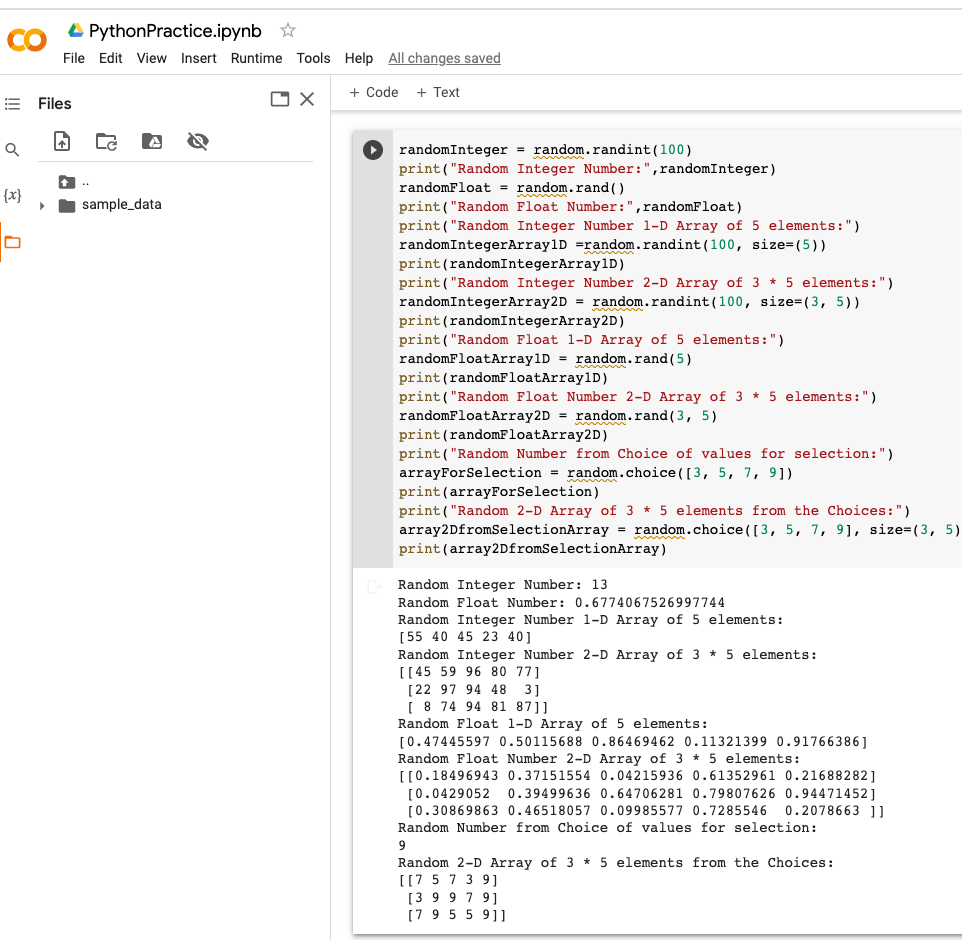 PythonPractice.ipynb
File Edit View Insert Runtime Tools Help All changes saved
Files
+ Code + Text
{x}
..
sample_data
randomInteger = random.randint(100)
print("Random Integer Number:",randomInteger)
randomFloat = random.rand()
print("Random Float Number:",randomFloat)
print("Random Integer Number 1-D Array of 5 elements:")
randomIntegerArray1D =random.randint(100, size=(5))
print(randomIntegerArray1D)
print("Random Integer Number 2-D Array of 3 * 5 elements:")
randomIntegerArray2D = random.randint(100, size=(3, 5))
print(randomIntegerArray2D)
print("Random Float 1-D Array of 5 elements:")
randomFloatArray1D = random.rand(5)
print(randomFloatArray1D)
print("Random Float Number 2-D Array of 3 * 5 elements:")
randomFloatArray2D = random.rand(3, 5)
print(randomFloatArray2D)
print("Random Number from Choice of values for selection:")
arrayForSelection = random.choice([3, 5, 7, 9])
print(arrayForSelection)
print("Random 2-D Array of 3 * 5 elements from the Choices:")
array2DfromSelectionArray = random.choice([3, 5, 7, 9], size=(3, 5)
print(array2DfromSelectionArray)
Random Integer Number: 13
Random Float Number: 0.6774067526997744
Random Integer Number 1-D Array of 5 elements:
[55 40 45 23 40]
Random Integer Number 2-D Array of 3 * 5 elements:
[[45 59 96 80 77]
 [22 97 94 48  3]
 [ 8 74 94 81 87]]
Random Float 1-D Array of 5 elements:
[0.47445597 0.50115688 0.86469462 0.11321399 0.91766386]
Random Float Number 2-D Array of 3 * 5 elements:
[[0.18496943 0.37151554 0.04215936 0.61352961 0.21688282]
 [0.0429052  0.39499636 0.64706281 0.79807626 0.94471452]
 [0.30869863 0.46518057 0.09985577 0.7285546  0.2078663 ]]
Random Number from Choice of values for selection:
9
Random 2-D Array of 3 * 5 elements from the Choices:
[[7 5 7 3 9]
 [3 9 9 7 9]
 [7 9 5 5 9]]